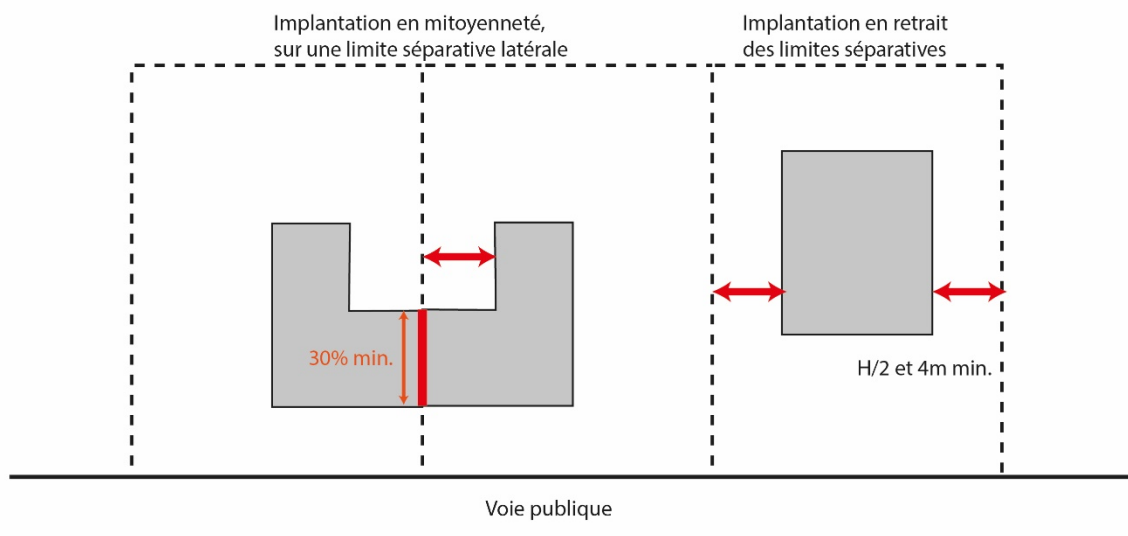 Implantation en mitoyenneté,
sur une limite séparative latérale
Implantation en retrait
des limites séparatives
30% min.
H/2 et 4m min.
Voie publique